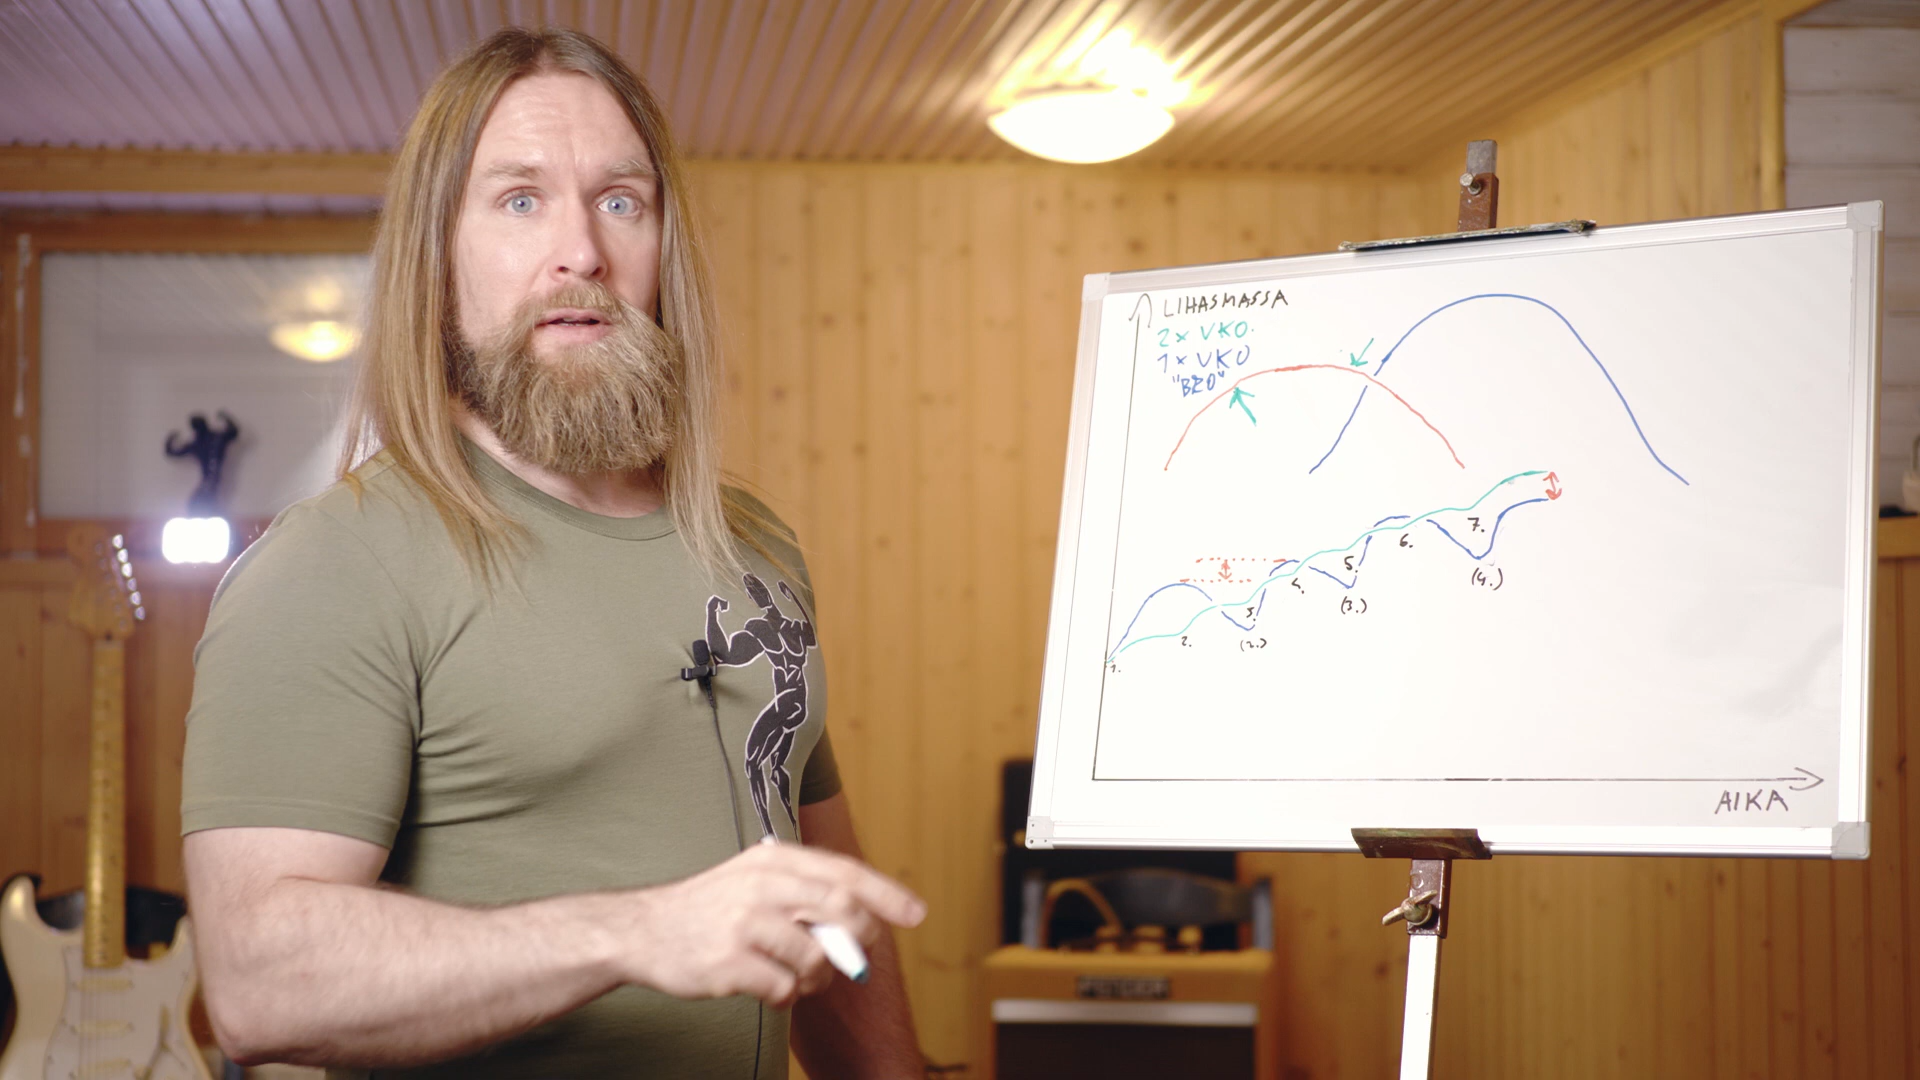 LIHASMASSA
2x VKO.
1x VKO
"BRO"
7.
6.
5.
(4.)
4.
(3.)
3.
2.
(2.)
1.
AIKA